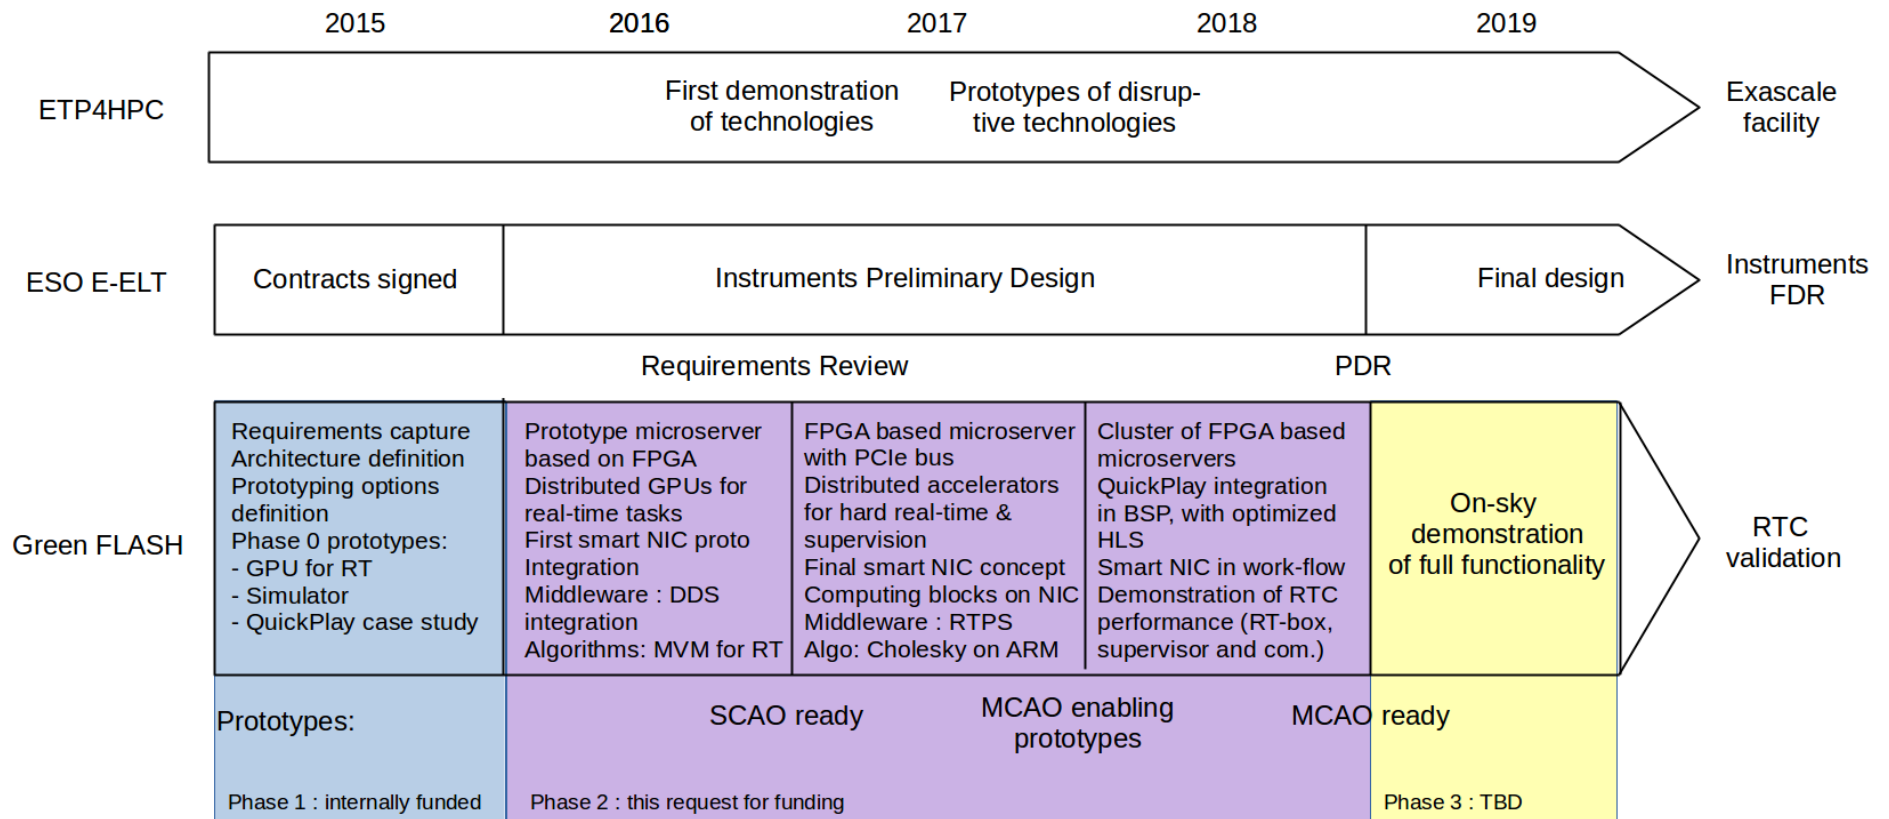 2015 2016 2017 2018 2019
ETP4HPC
First demonstration
of technologies
Prototypes of disrup-
tive technologies
Exascale
facility
ESO E-ELT
Contracts signed
Instruments Preliminary Design
Final design
Instruments
FDR
Requirements Review
PDR
Green FLASH
Requirements capture
Architecture definition
Prototyping options
definition
Phase 0 prototypes:
- GPU for RT
- Simulator
- QuickPlay case study
Prototype microserver
based on FPGA
Distributed GPUs for
real-time tasks
First smart NIC proto
Integration
Middleware : DDS
integration
Algorithms: MVM for RT
FPGA based microserver
with PCIe bus
Distributed accelerators
for hard real-time &
supervision
Final smart NIC concept
Computing blocks on NIC
Middleware : RTPS
Algo: Cholesky on ARM
Cluster of FPGA based
microservers
QuickPlay integration
in BSP, with optimized
HLS
Smart NIC in work-flow
Demonstration of RTC
performance (RT-box,
supervisor and com.)
On-sky
demonstration
of full functionality
RTC
validation
Prototypes:
SCAO ready
MCAO enabling
prototypes
MCAO ready
Phase 1 : internally funded
Phase 2 : this request for funding
Phase 3 : TBD